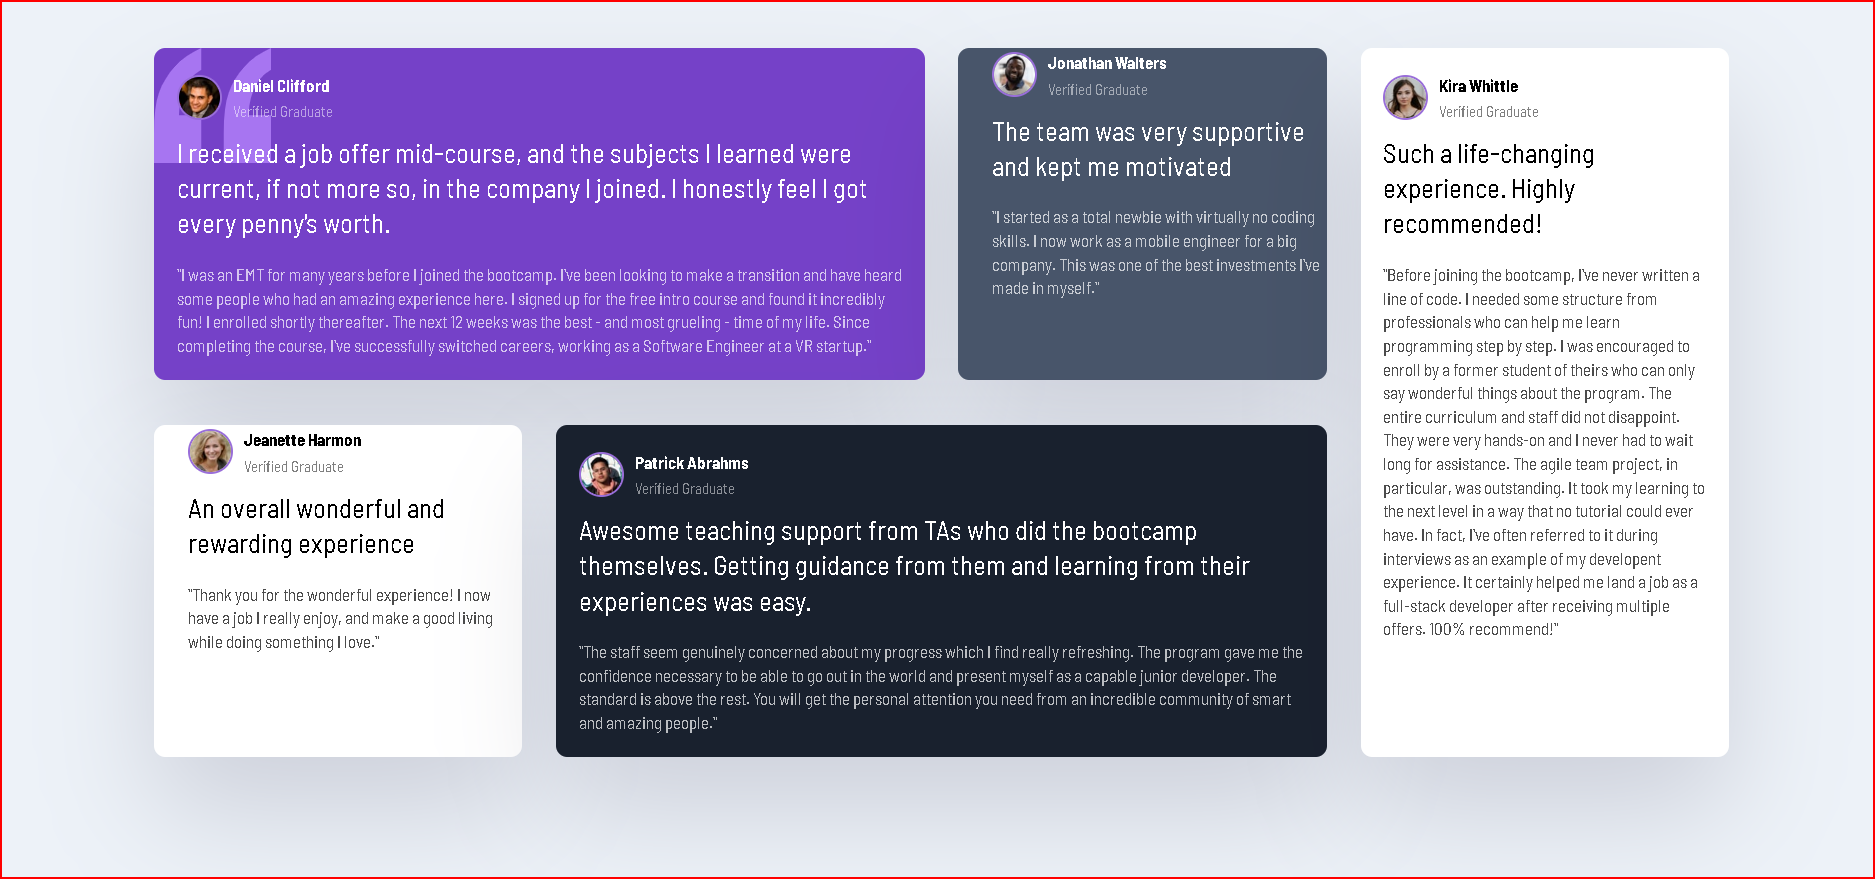 Daniel Clifford
Verified Graduate
I received a job offer mid-course, and the subjects I learned were
current, if not more so, in the company I joined. I honestly feel I got
every penny's worth.
"I was an EMT for many years before I joined the bootcamp. I've been looking to make a transition and have heard
some people who had an amazing experience here. I signed up for the free intro course and found it incredibly
fun! I enrolled shortly thereafter. The next 12 weeks was the best - and most grueling - time of my life. Since
completing the course, I've successfully switched careers, working as a Software Engineer at a VR startup."
Jonathan Walters
Verified Graduate
The team was very supportive
and kept me motivated
"I started as a total newbie with virtually no coding
skills. I now work as a mobile engineer for a big
company. This was one of the best investments I've
made in myself."
Kira Whittle
Verified Graduate
Such a life-changing
experience. Highly
recommended!
"Before joining the bootcamp, I've never written a
line of code. I needed some structure from
professionals who can help me learn
programming step by step. I was encouraged to
enroll by a former student of theirs who can only
say wonderful things about the program. The
entire curriculum and staff did not disappoint.
They were very hands-on and I never had to wait
long for assistance. The agile team project, in
particular, was outstanding. It took my learning to
the next level in a way that no tutorial could ever
have. In fact, I've often referred to it during
interviews as an example of my developent
experience. It certainly helped me land a job as a
full-stack developer after receiving multiple
offers. 100% recommend!"
Jeanette Harmon
Verified Graduate
An overall wonderful and
rewarding experience
"Thank you for the wonderful experience! I now
have a job I really enjoy, and make a good living
while doing something I love."
Patrick Abrahms
Verified Graduate
Awesome teaching support from TAs who did the bootcamp
themselves. Getting guidance from them and learning from their
experiences was easy.
"The staff seem genuinely concerned about my progress which I find really refreshing. The program gave me the
confidence necessary to be able to go out in the world and present myself as a capable junior developer. The
standard is above the rest. You will get the personal attention you need from an incredible community of smart
and amazing people."